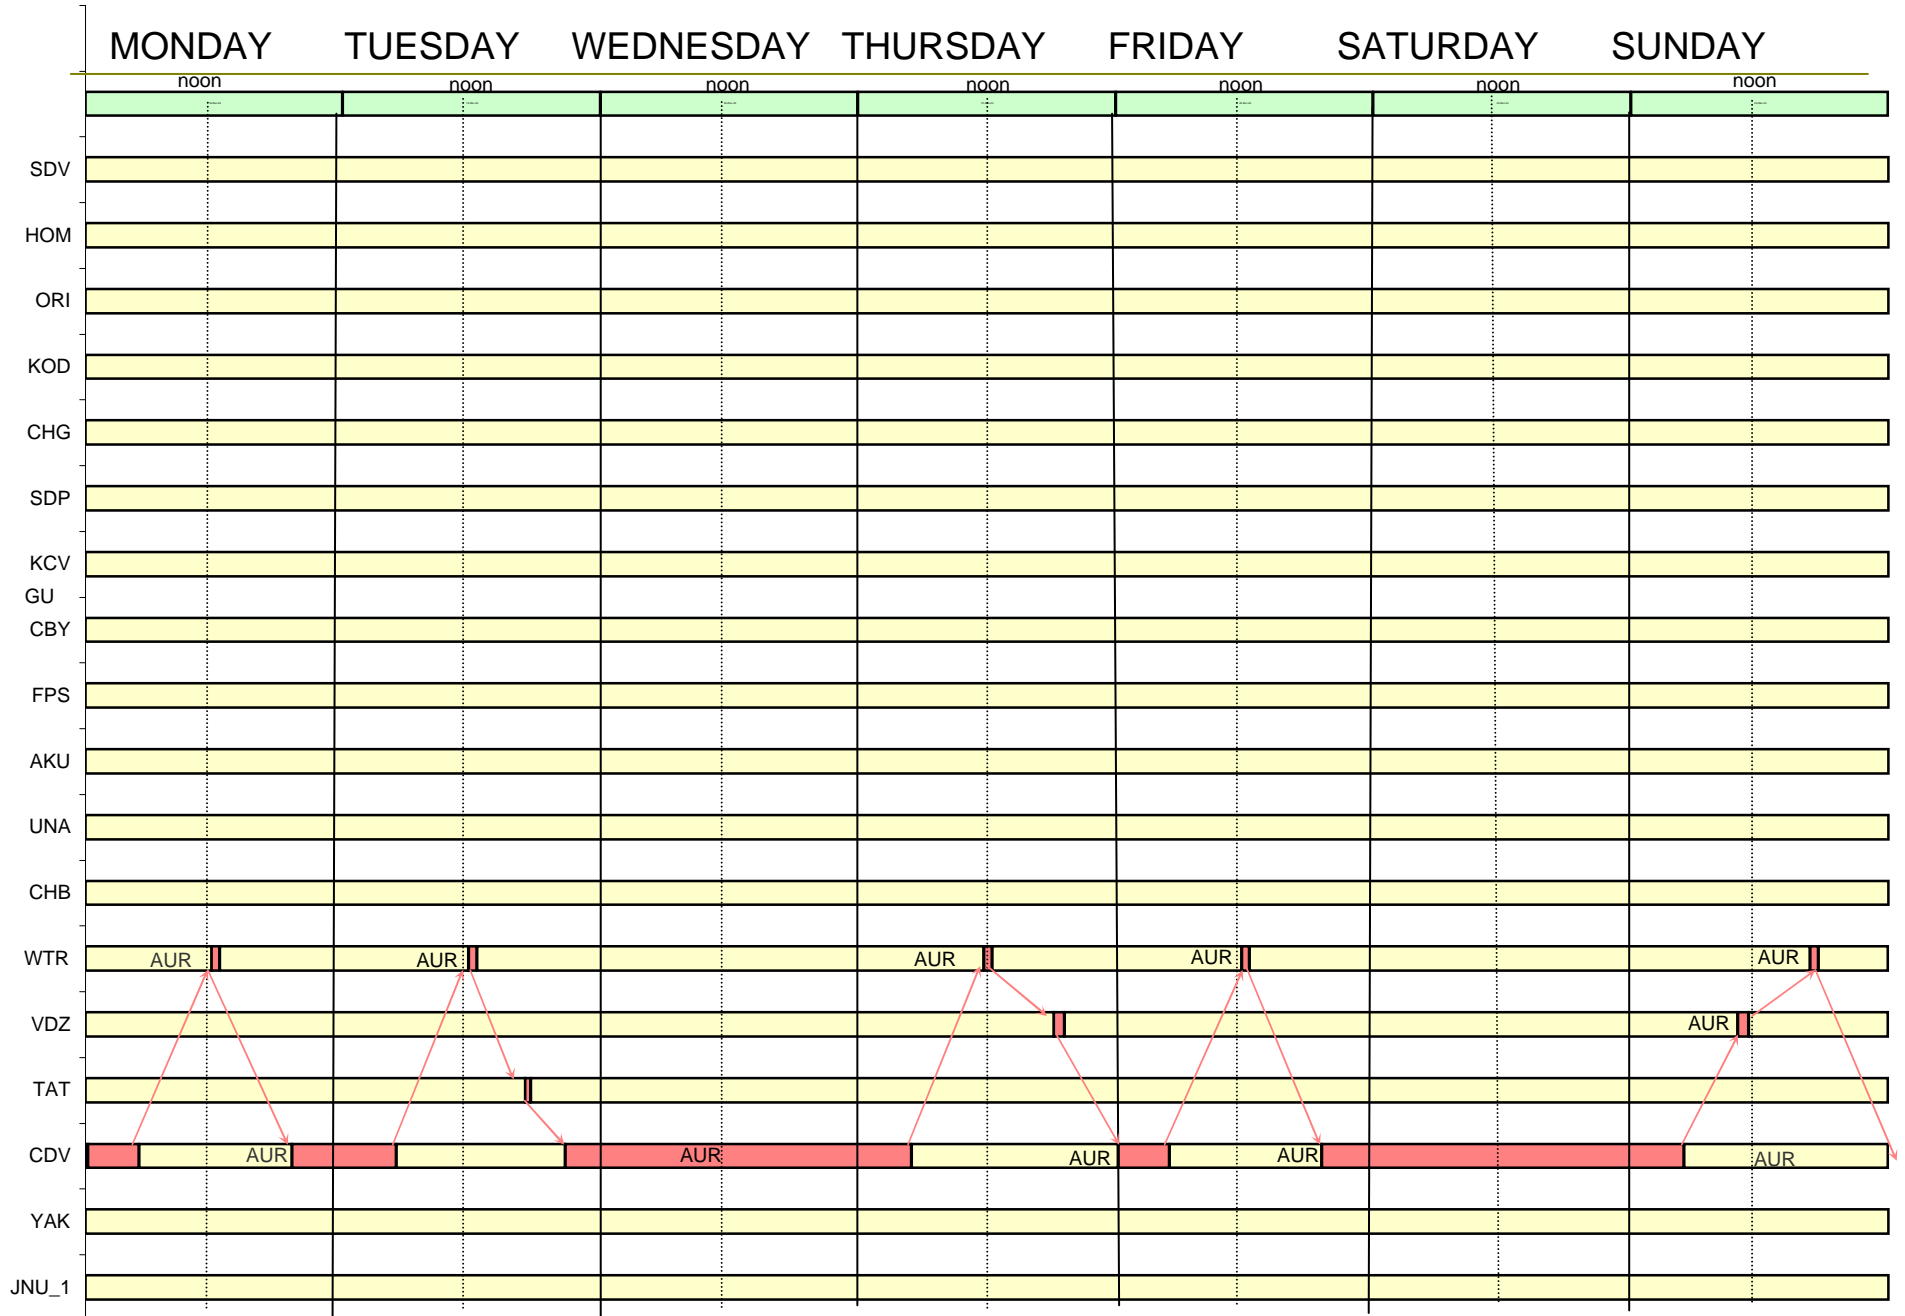 MONDAY TUESDAY WEDNESDAY THURSDAY FRIDAY SATURDAY SUNDAY
noon noon noon noon noon noon noon
SDV
HOM
ORI
KOD
CHG
SDP
KCV
GU
CBY
FPS
AKU
UNA
CHB
WTR AUR AUR AUR AUR AUR
VDZ AUR
TAT
CDV AUR AUR AUR AUR AUR
YAK
JNU_1